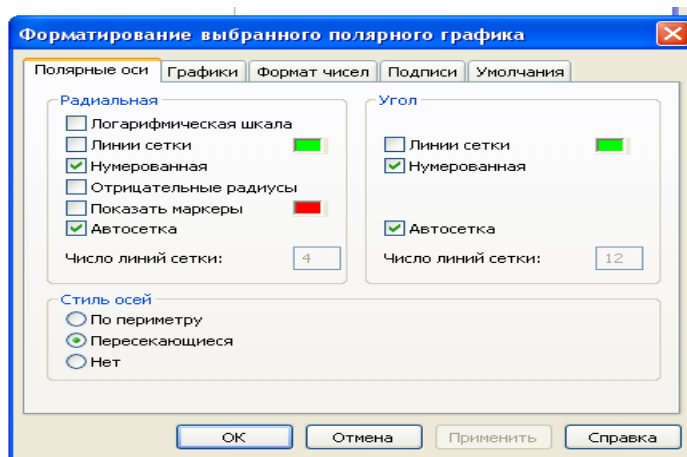 Форматирование выбранного полярного графика
Полярные оси Графики Формат чисел Подписи Умолчания
Радиальная
Логарифмическая шкала
Линии сетки
Нумерованная
Отрицательные радиусы
Показать маркеры
Автосетка
Число линий сетки: 4
Угол
Линии сетки
Нумерованная
Автосетка
Число линий сетки: 12
Стиль осей
По периметру
Пересекающиеся
Нет
ОК Отмена Применить Справка